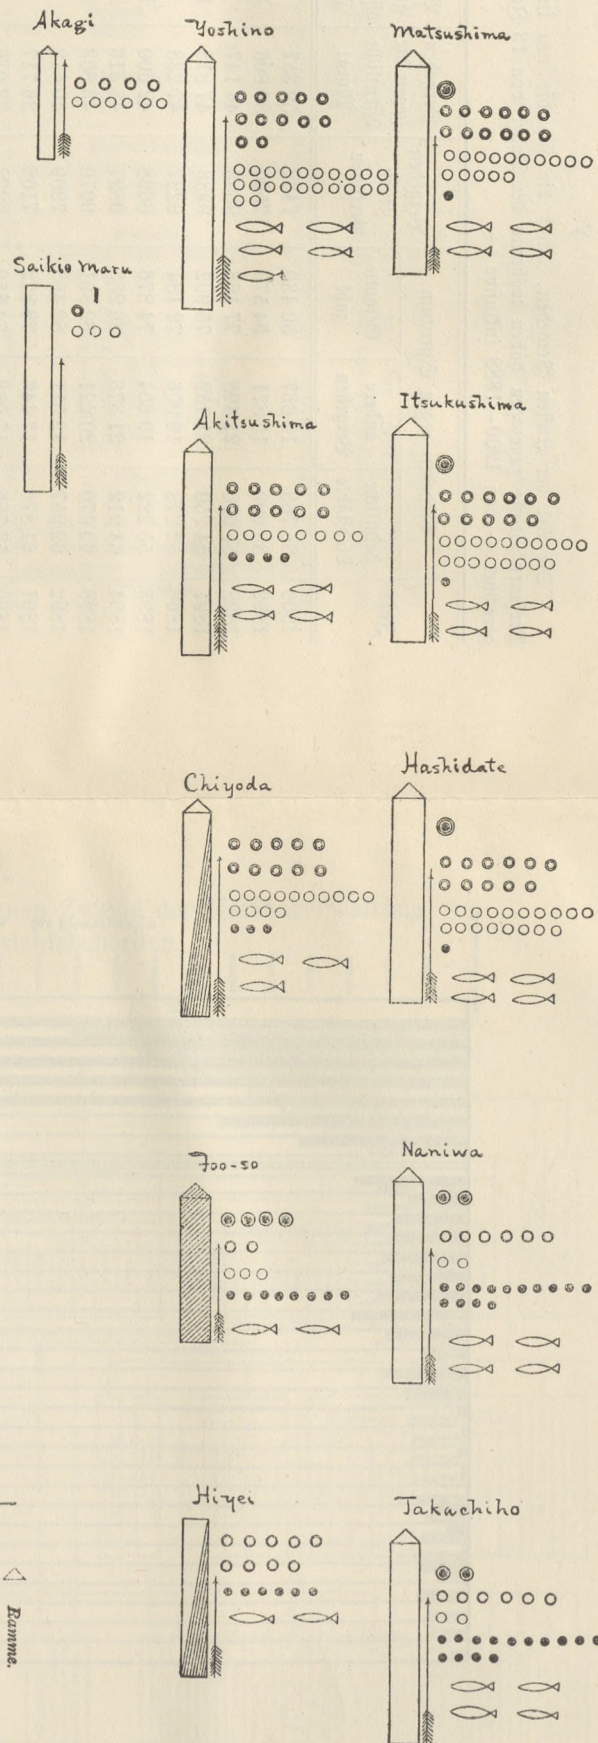 Akagi
Yoshino
Matsushima
Saikio Maru
Akitsushima
Itsukushima
Chiyoda
Hashidate
Foo-so
Naniwa
Hiyei
Takachiho
Ramme.